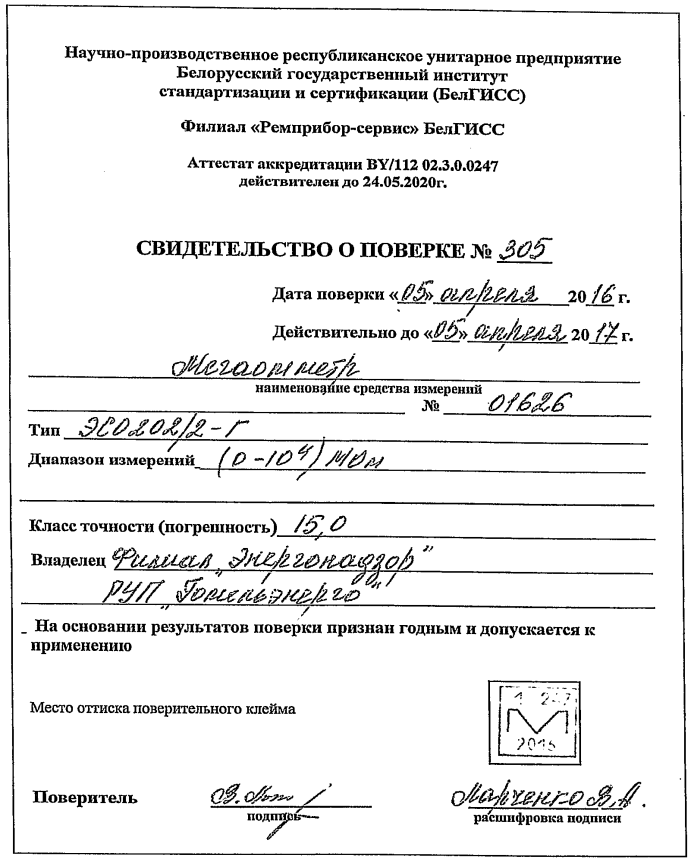 Научно-производственное республиканское унитарное предприятие
Белорусский государственный институт
стандартизации и сертификации (БелГИСС)
Филиал «Ремприбор-сервис» БелГИСС
Аттестат аккредитации BY/112 02.3.0.0247
действителен до 24.05.2020г.
СВИДЕТЕЛЬСТВО О ПОВЕРКЕ № 305
Дата поверки «05» апреля 2016 г.
Действительно до «05» апреля 2017 г.
Мегаомметр
наименование средства измерений
№ 01626
Тип ЭСО202/2-Г
Диапазон измерений (0-10⁴) МОм
Класс точности (погрешность) 15,0
Владелец Филиал „Энергонадзор"
РУП „Гомельэнерго"
На основании результатов поверки признан годным и допускается к
применению
Место оттиска поверительного клейма
1 247
2016
Поверитель Марченко В.А.
подпись расшифровка подписи